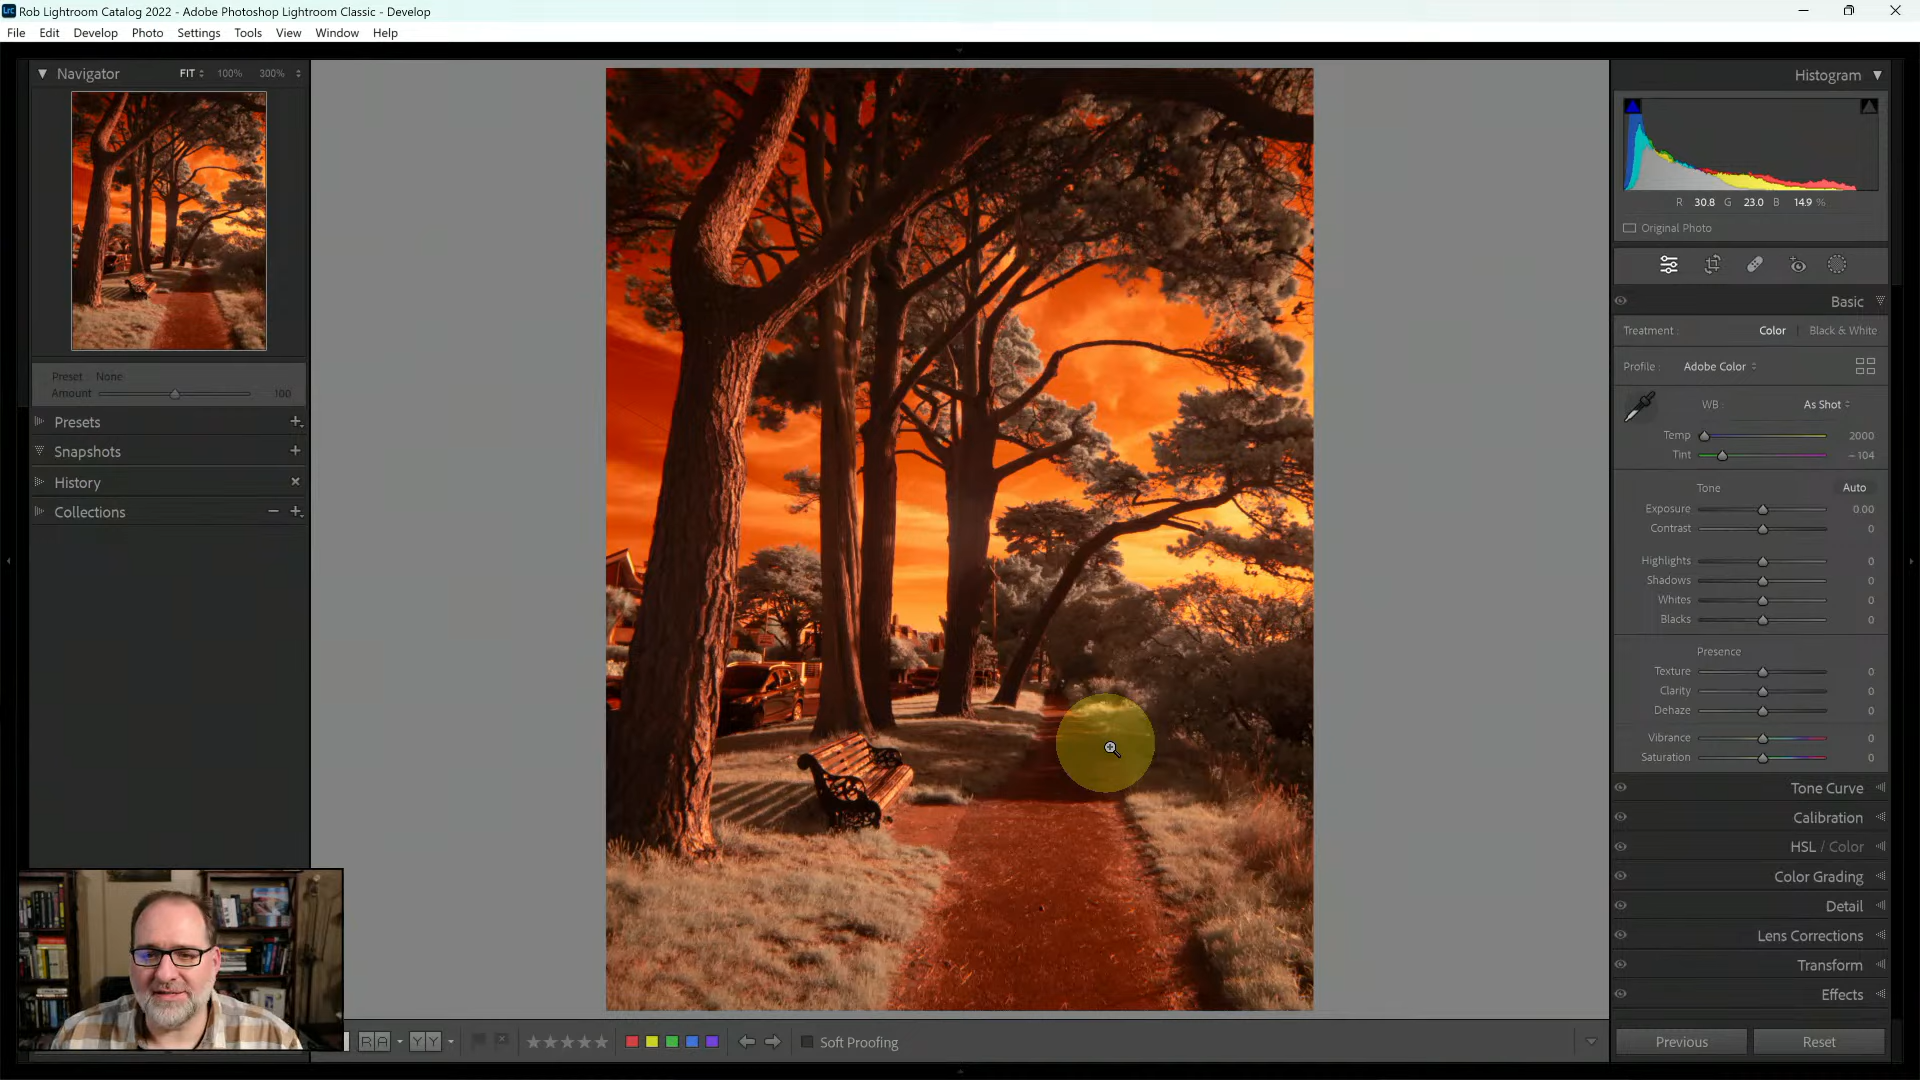 Rob Lightroom Catalog 2022 - Adobe Photoshop Lightroom Classic - Develop
File Edit Develop Photo Settings Tools View Window Help
Navigator FIT 100% 300%
Preset: None
Amount 100
Presets
Snapshots
History
Collections
Histogram
R 30.8 G 23.0 B 14.9 %
Original Photo
Basic
Treatment: Color Black & White
Profile: Adobe Color
WB: As Shot
Temp 2000
Tint -104
Tone Auto
Exposure 0.00
Contrast 0
Highlights 0
Shadows 0
Whites 0
Blacks 0
Presence
Texture 0
Clarity 0
Dehaze 0
Vibrance 0
Saturation 0
Tone Curve
Calibration
HSL / Color
Color Grading
Detail
Lens Corrections
Transform
Effects
RA YY Soft Proofing
Previous Reset